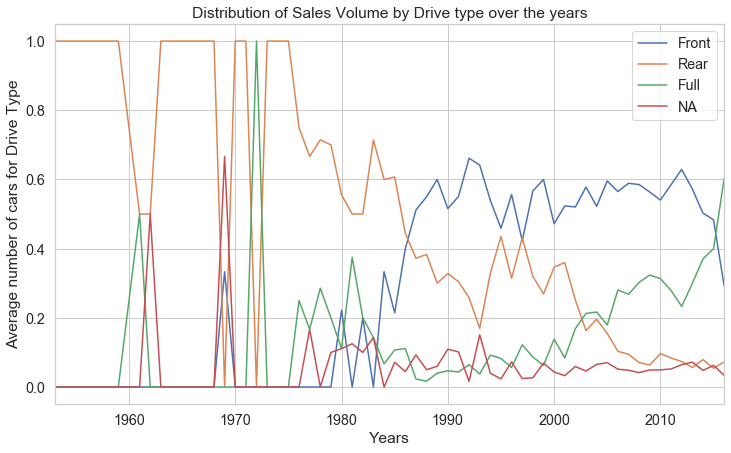 Distribution of Sales Volume by Drive type over the years
Front
Rear
Full
NA
Average number of cars for Drive Type
1.0
0.8
0.6
0.4
0.2
0.0
1960 1970 1980 1990 2000 2010
Years